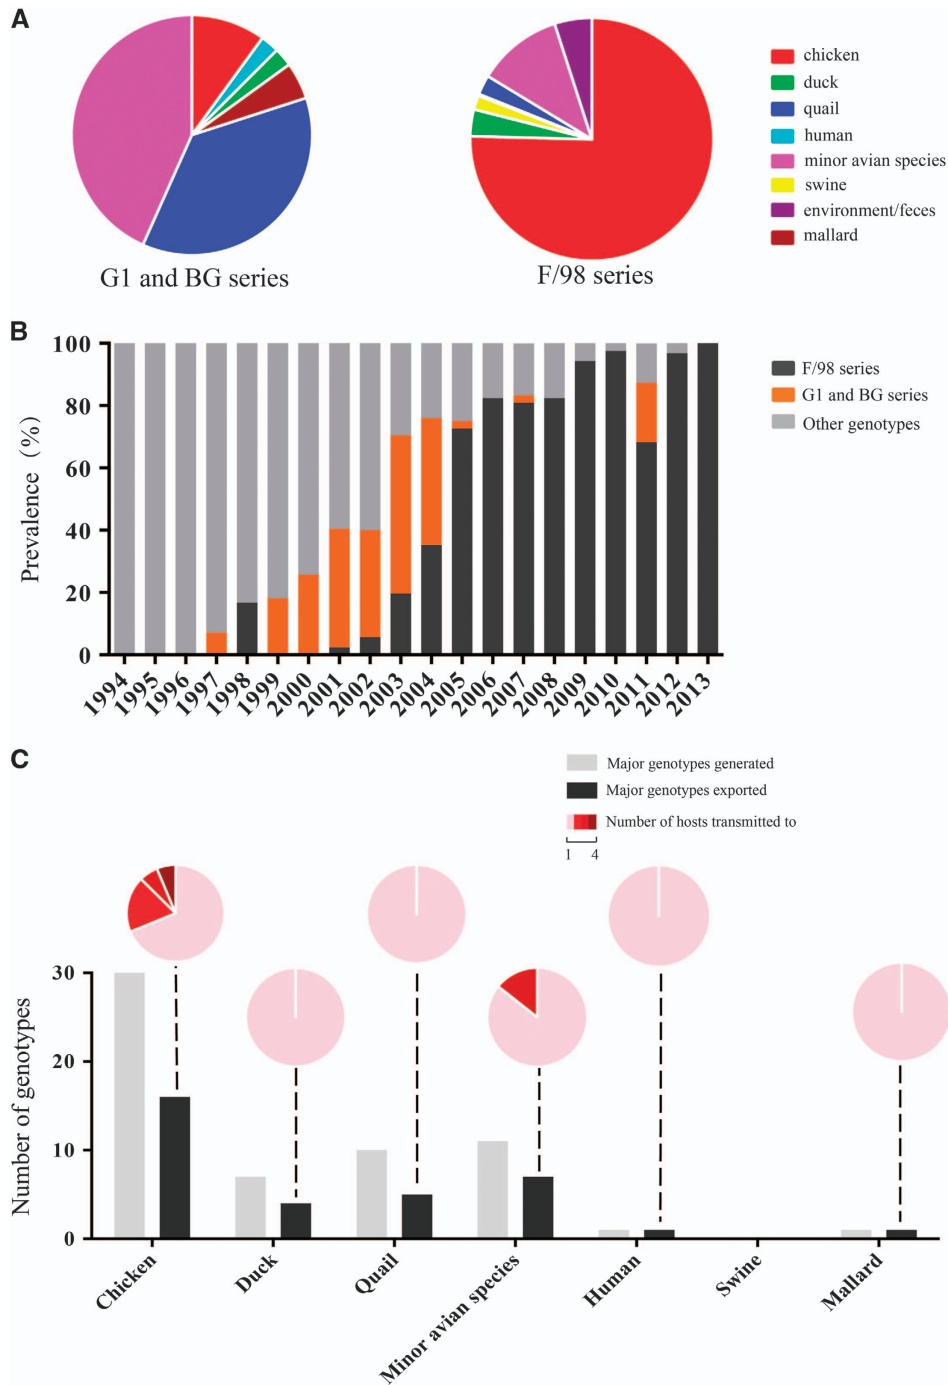 A
chicken
duck
quail
human
minor avian species
swine
environment/feces
mallard
G1 and BG series
F/98 series
B
Prevalence (%)
100
80
60
40
20
0
1994
1995
1996
1997
1998
1999
2000
2001
2002
2003
2004
2005
2006
2007
2008
2009
2010
2011
2012
2013
F/98 series
G1 and BG series
Other genotypes
C
Major genotypes generated
Major genotypes exported
Number of hosts transmitted to
1 4
Number of genotypes
30
20
10
0
Chicken
Duck
Quail
Minor avian species
Human
Swine
Mallard